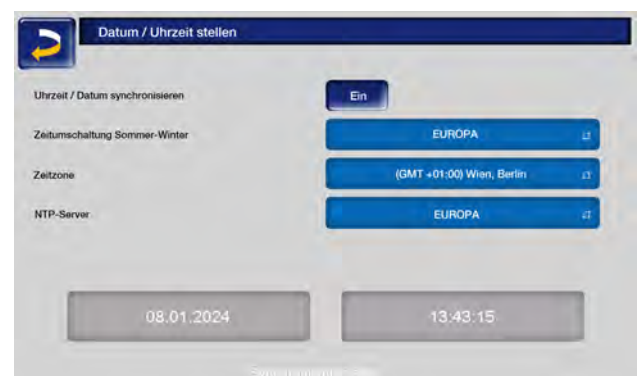 Datum / Uhrzeit stellen
Uhrzeit / Datum synchronisieren Ein
Zeitumschaltung Sommer-Winter EUROPA
Zeitzone (GMT +01:00) Wien, Berlin
NTP-Server EUROPA
08.01.2024 13:43:15